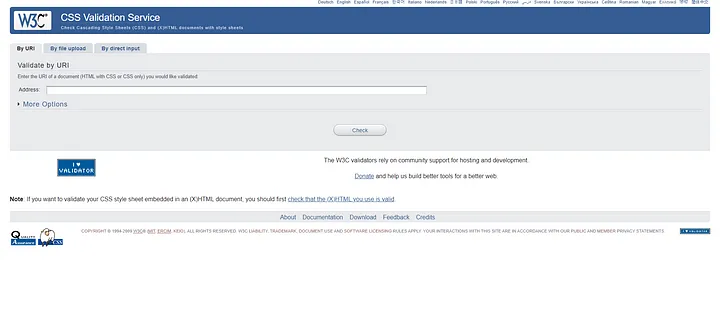 Deutsch English Español Français 한국어 Italiano Nederlands 日本語 Polski Português Русский فارسی Svenska Български Українська Čeština Romanian Magyar Ελληνικά हिन्दी 简体中文
W3C CSS Validation Service
Check Cascading Style Sheets (CSS) and (X)HTML documents with style sheets
By URI By file upload By direct input
Validate by URI
Enter the URI of a document (HTML with CSS or CSS only) you would like validated:
Address:
More Options
Check
I ♥ VALIDATOR
The W3C validators rely on community support for hosting and development.
Donate and help us build better tools for a better web.
Note: If you want to validate your CSS style sheet embedded in an (X)HTML document, you should first check that the (X)HTML you use is valid.
About Documentation Download Feedback Credits
Quality Assurance W3C CSS
COPYRIGHT © 1994-2009 W3C® (MIT, ERCIM, KEIO), ALL RIGHTS RESERVED. W3C LIABILITY, TRADEMARK, DOCUMENT USE AND SOFTWARE LICENSING RULES APPLY. YOUR INTERACTIONS WITH THIS SITE ARE IN ACCORDANCE WITH OUR PUBLIC AND MEMBER PRIVACY STATEMENTS.
I ♥ VALIDATOR